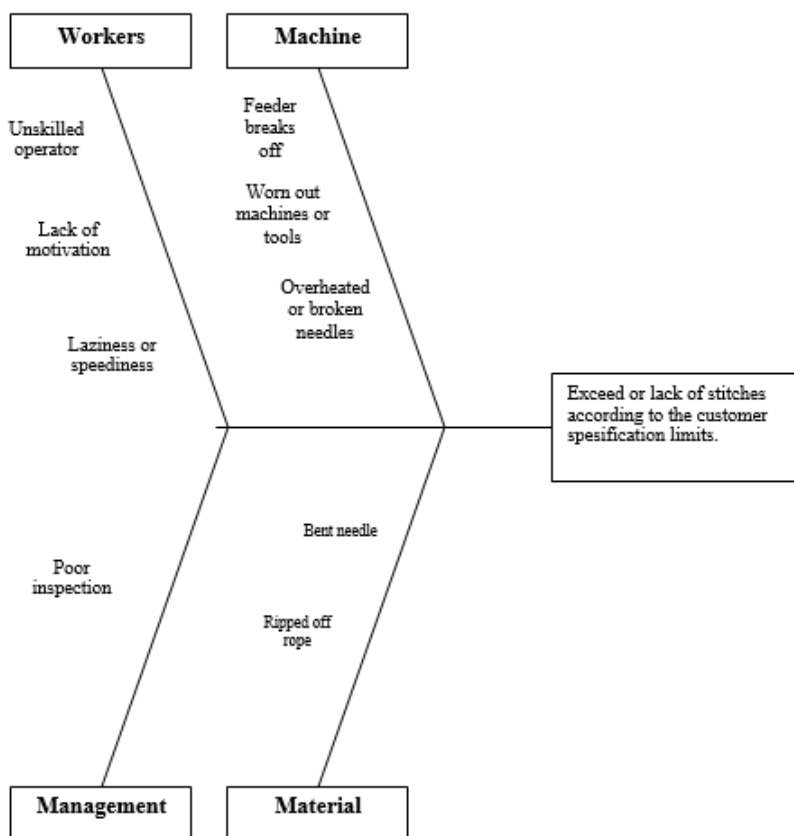 Workers
Machine
Unskilled
operator
Lack of
motivation
Laziness or
speediness
Feeder
breaks
off
Worn out
machines or
tools
Overheated
or broken
needles
Exceed or lack of stitches
according to the customer
spesification limits.
Poor
inspection
Bent needle
Ripped off
rope
Management
Material